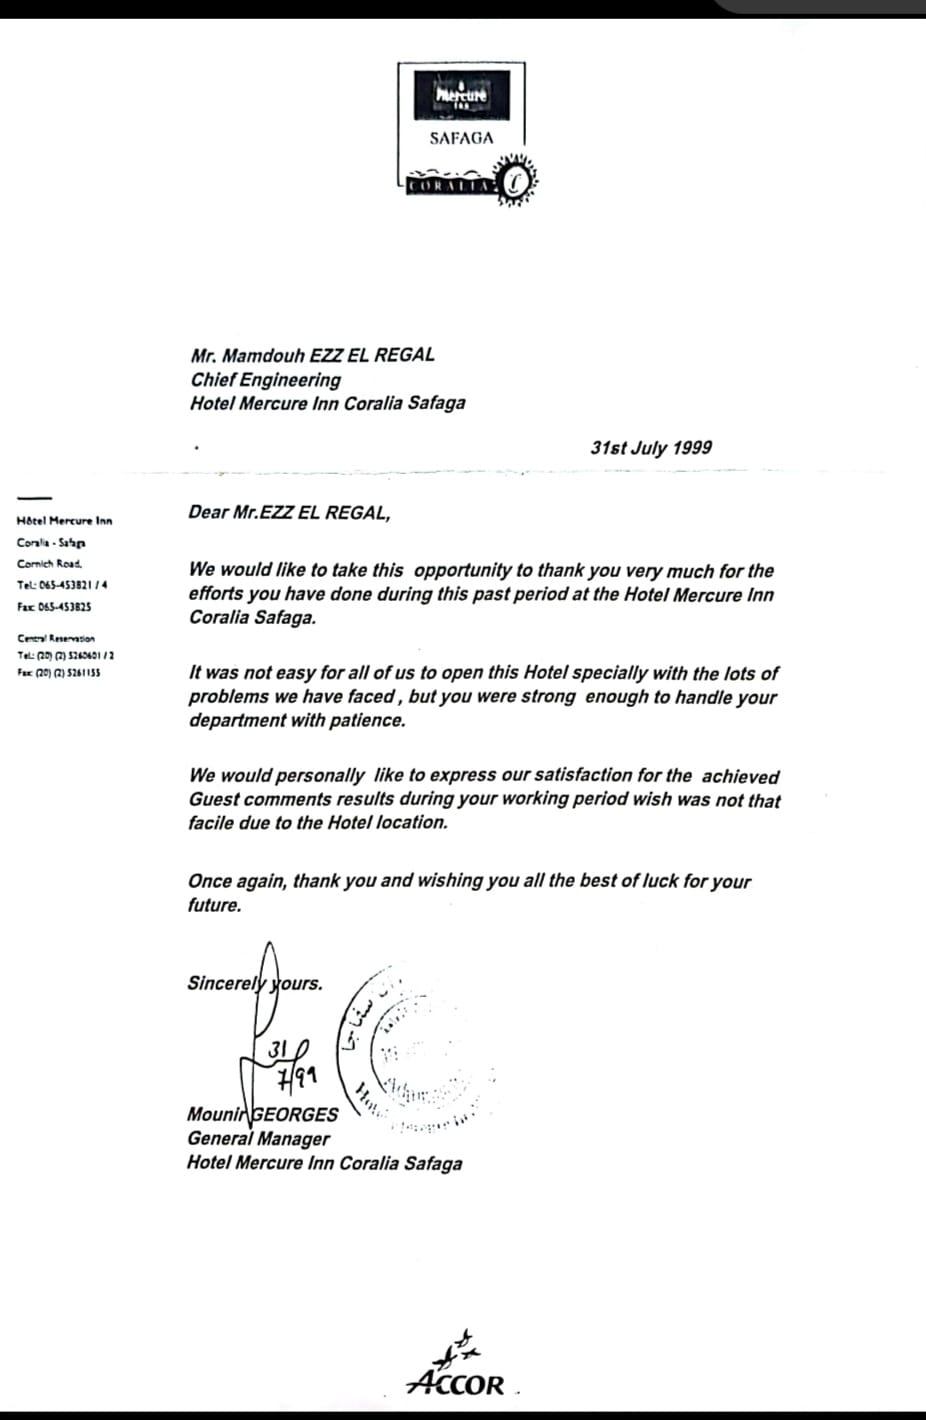 Mercure
INN
SAFAGA
CORALIA
Mr. Mamdouh EZZ EL REGAL
Chief Engineering
Hotel Mercure Inn Coralia Safaga
31st July 1999
Hôtel Mercure Inn
Coralia - Safaga
Cornich Road,
Tel.: 065-453821 / 4
Fax: 065-453825
Central Reservation
Tel.: (20) (2) 5260601 / 2
Fax: (20) (2) 5261155
Dear Mr.EZZ EL REGAL,
We would like to take this opportunity to thank you very much for the
efforts you have done during this past period at the Hotel Mercure Inn
Coralia Safaga.
It was not easy for all of us to open this Hotel specially with the lots of
problems we have faced , but you were strong enough to handle your
department with patience.
We would personally like to express our satisfaction for the achieved
Guest comments results during your working period wish was not that
facile due to the Hotel location.
Once again, thank you and wishing you all the best of luck for your
future.
Sincerely yours.
31
7/99
سفاجا
Hotel Mercure In
Mounir GEORGES
General Manager
Hotel Mercure Inn Coralia Safaga
ACCOR